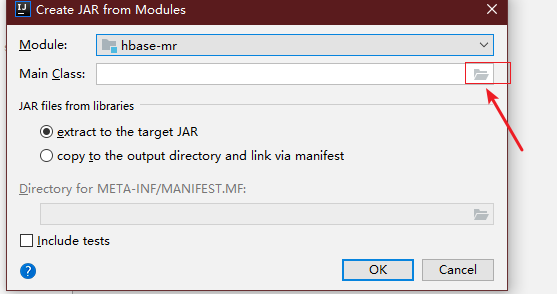 Create JAR from Modules
Module: hbase-mr
Main Class:
JAR files from libraries
extract to the target JAR
copy to the output directory and link via manifest
Directory for META-INF/MANIFEST.MF:
Include tests
? OK Cancel